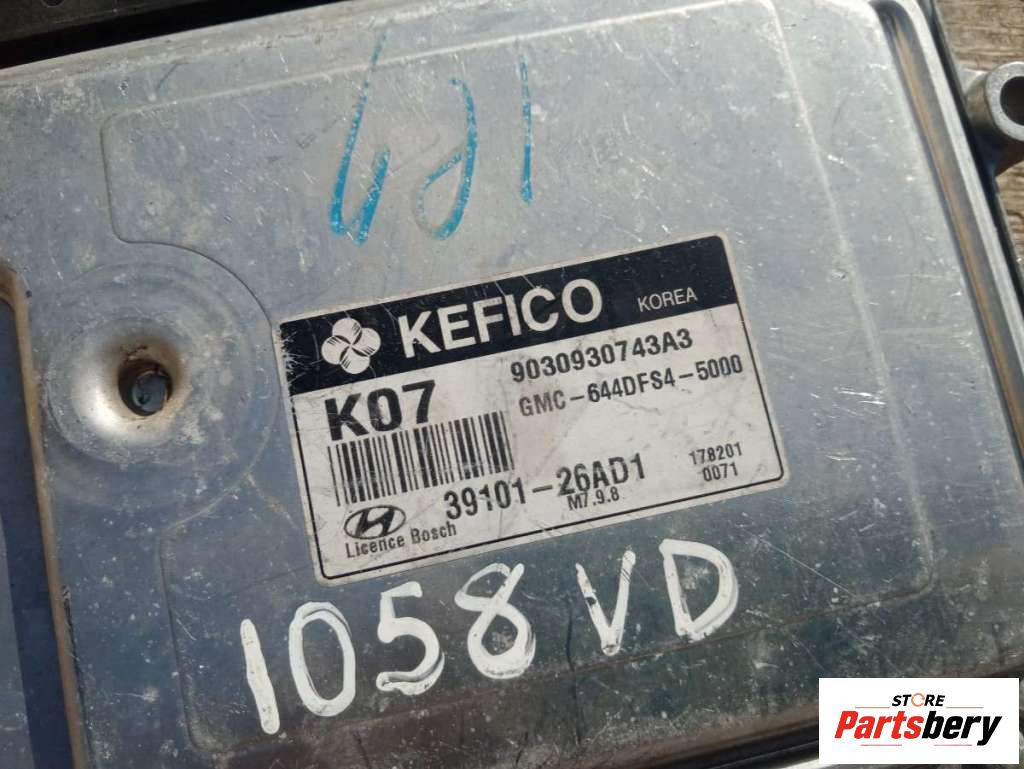 KEFICO KOREA
K07
9030930743A3
GMC-644DFS4-5000
39101-26AD1
M7.9.8
178201
0071
Licence Bosch
1058VD
STORE
Partsbery